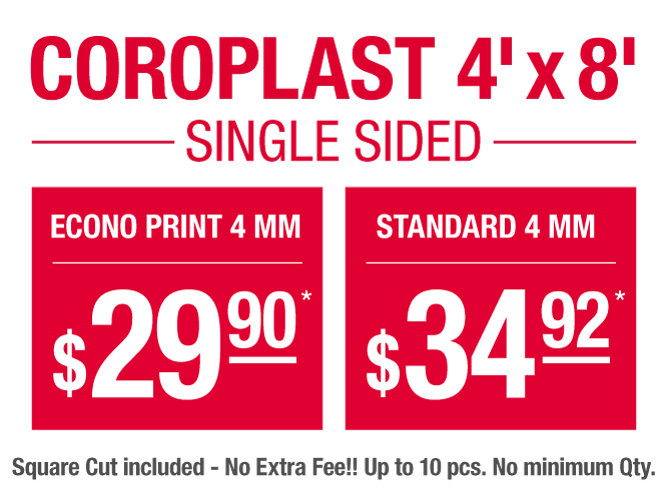 COROPLAST 4' x 8'
SINGLE SIDED
ECONO PRINT 4 MM
$29.90*
STANDARD 4 MM
$34.92*
Square Cut included - No Extra Fee!! Up to 10 pcs. No minimum Qty.